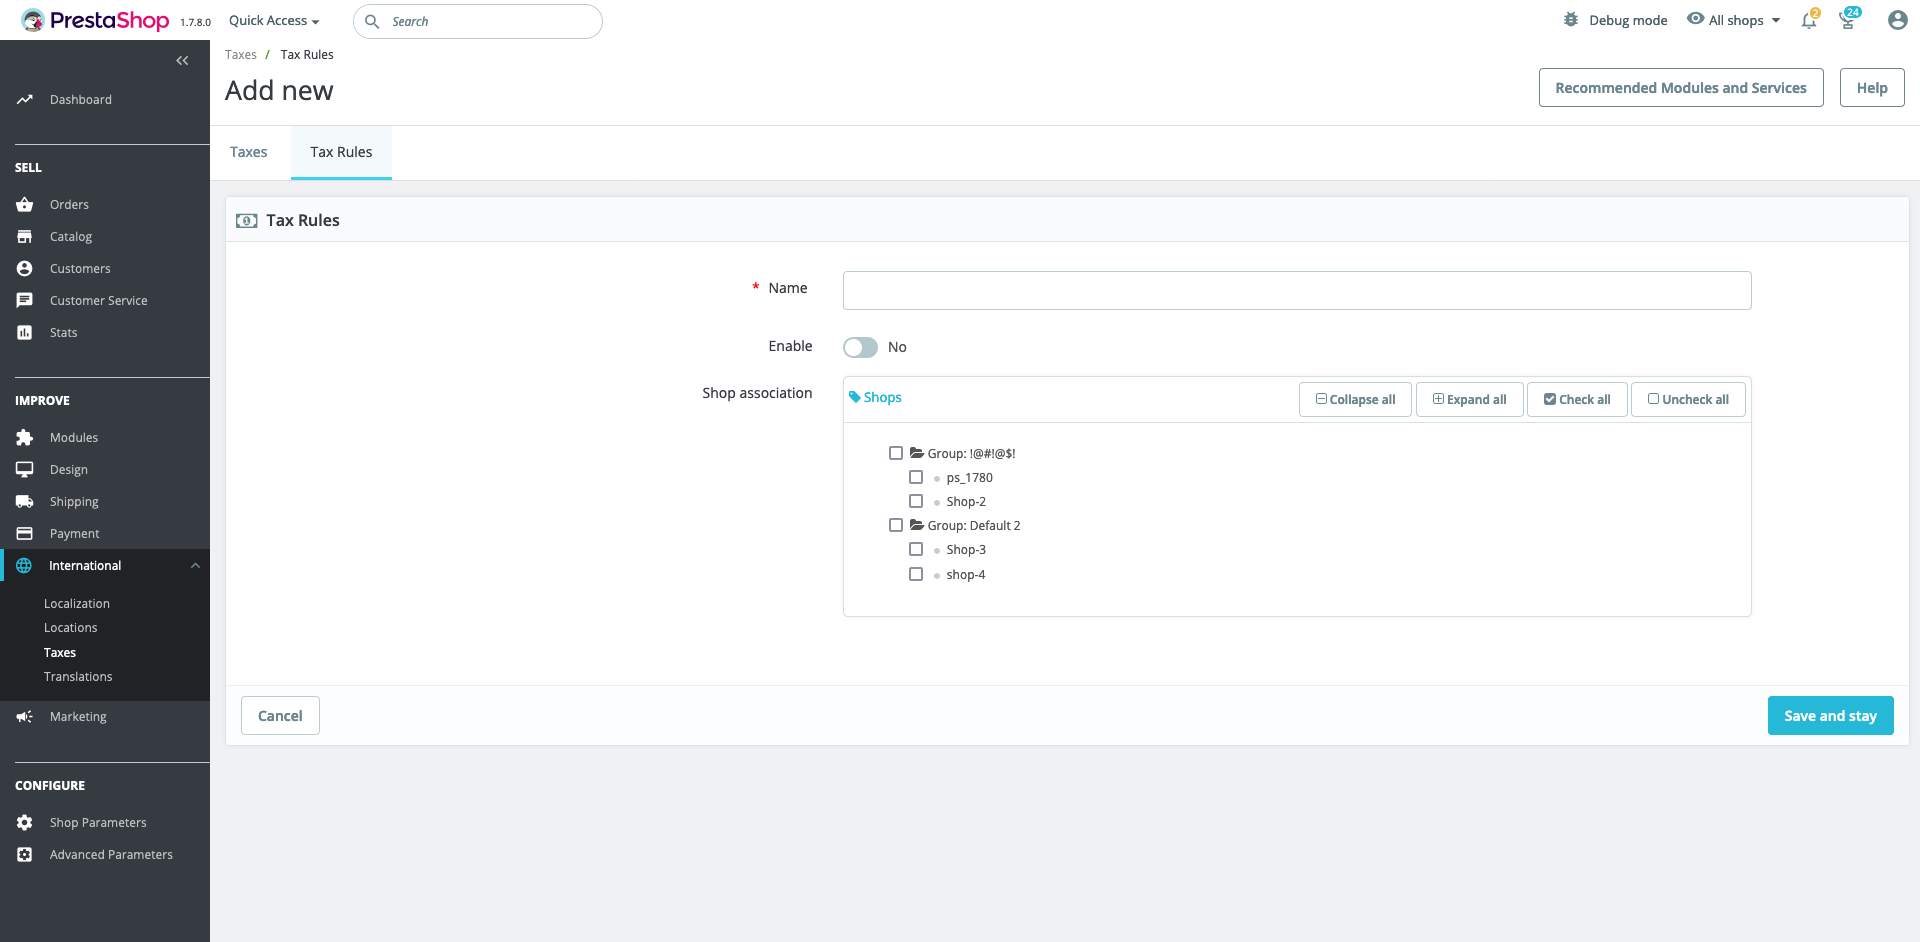 PrestaShop 1.7.8.0 Quick Access Search Debug mode All shops 2 24
Taxes / Tax Rules
Add new
Recommended Modules and Services Help
Taxes Tax Rules
Dashboard
SELL
Orders
Catalog
Customers
Customer Service
Stats
IMPROVE
Modules
Design
Shipping
Payment
International
Localization
Locations
Taxes
Translations
Marketing
CONFIGURE
Shop Parameters
Advanced Parameters
Tax Rules
* Name
Enable No
Shop association
Shops Collapse all Expand all Check all Uncheck all
Group: !@#!@$!
ps_1780
Shop-2
Group: Default 2
Shop-3
shop-4
Cancel Save and stay